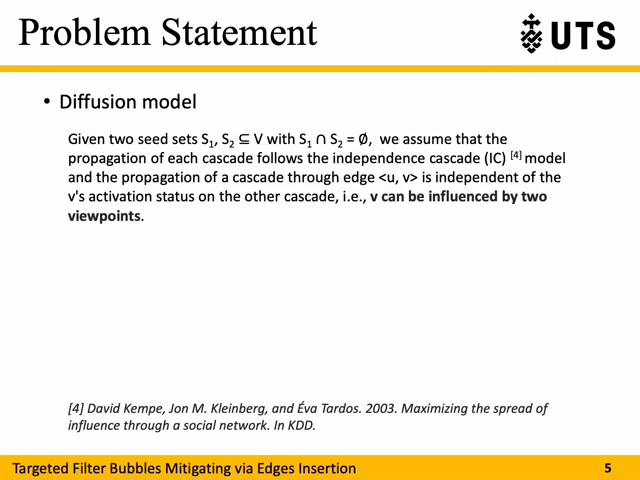 Problem Statement
UTS
• Diffusion model
Given two seed sets S₁, S₂ ⊆ V with S₁ ∩ S₂ = Ø, we assume that the
propagation of each cascade follows the independence cascade (IC) [4] model
and the propagation of a cascade through edge <u, v> is independent of the
v's activation status on the other cascade, i.e., v can be influenced by two
viewpoints.
[4] David Kempe, Jon M. Kleinberg, and Éva Tardos. 2003. Maximizing the spread of
influence through a social network. In KDD.
Targeted Filter Bubbles Mitigating via Edges Insertion
5